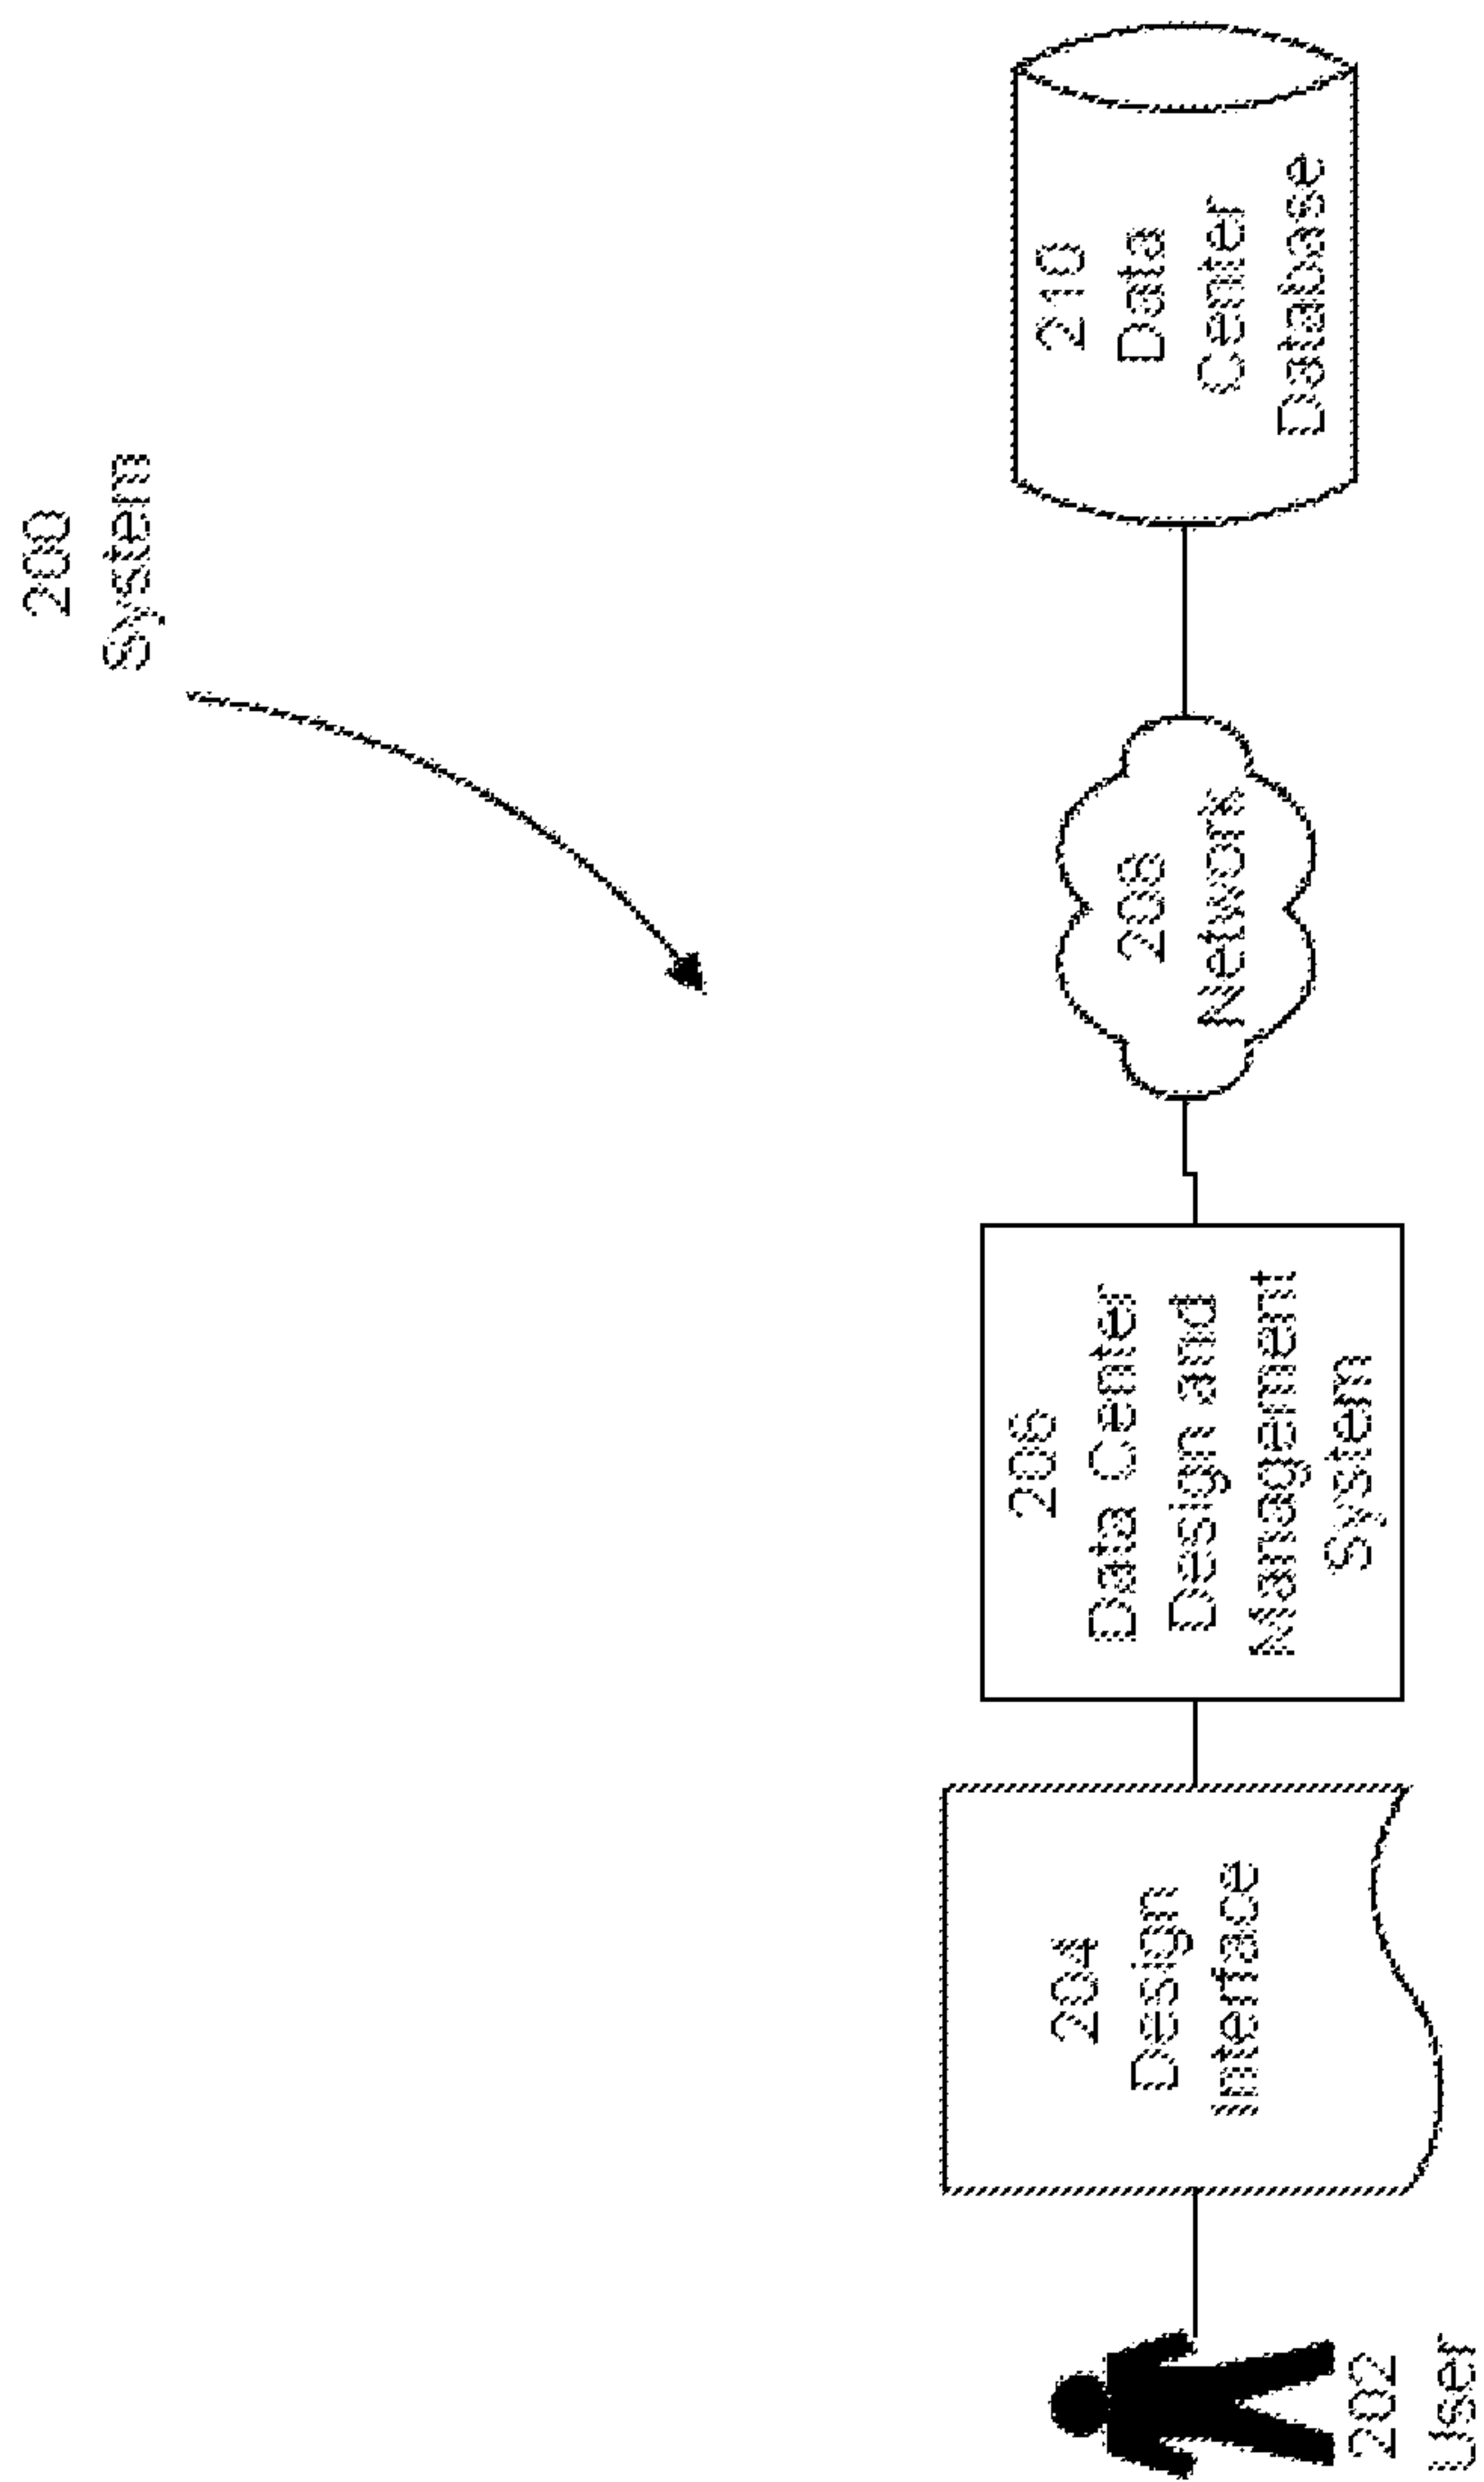 200
System
202
User
204
Design
Interface
206
Data Center
Design and
Management
System
208
Network
210
Data
Center
Database